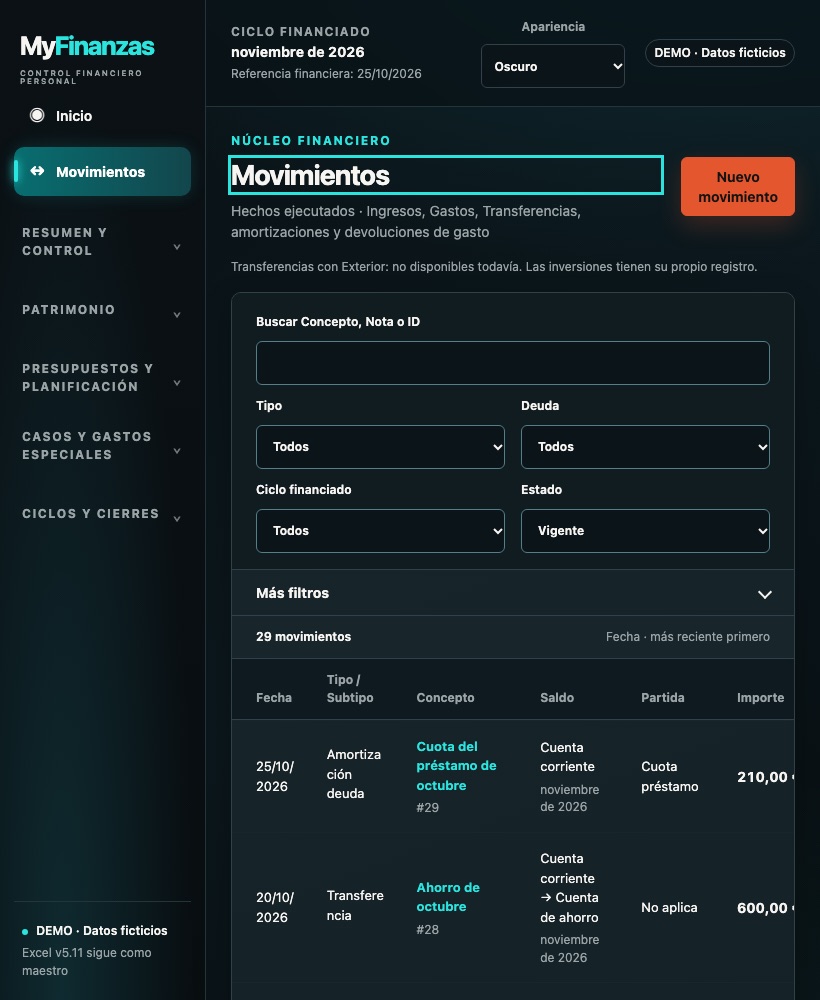 MyFinanzas
CONTROL FINANCIERO
PERSONAL
Inicio
Movimientos
RESUMEN Y
CONTROL
PATRIMONIO
PRESUPUESTOS Y
PLANIFICACIÓN
CASOS Y GASTOS
ESPECIALES
CICLOS Y CIERRES
DEMO · Datos ficticios
Excel v5.11 sigue como
maestro
CICLO FINANCIADO
noviembre de 2026
Referencia financiera: 25/10/2026
Apariencia
Oscuro
DEMO · Datos ficticios
NÚCLEO FINANCIERO
Movimientos
Nuevo
movimiento
Hechos ejecutados · Ingresos, Gastos, Transferencias,
amortizaciones y devoluciones de gasto
Transferencias con Exterior: no disponibles todavía. Las inversiones tienen su propio registro.
Buscar Concepto, Nota o ID
Tipo
Deuda
Todos
Todos
Ciclo financiado
Estado
Todos
Vigente
Más filtros
29 movimientos
Fecha · más reciente primero
Fecha
Tipo /
Subtipo
Concepto
Saldo
Partida
Importe
25/10/
2026
Amortiza
ción
deuda
Cuota del
préstamo de
octubre
#29
Cuenta
corriente
noviembre
de 2026
Cuota
préstamo
210,00
20/10/
2026
Transfere
ncia
Ahorro de
octubre
#28
Cuenta
corriente
→ Cuenta
de ahorro
noviembre
de 2026
No aplica
600,00